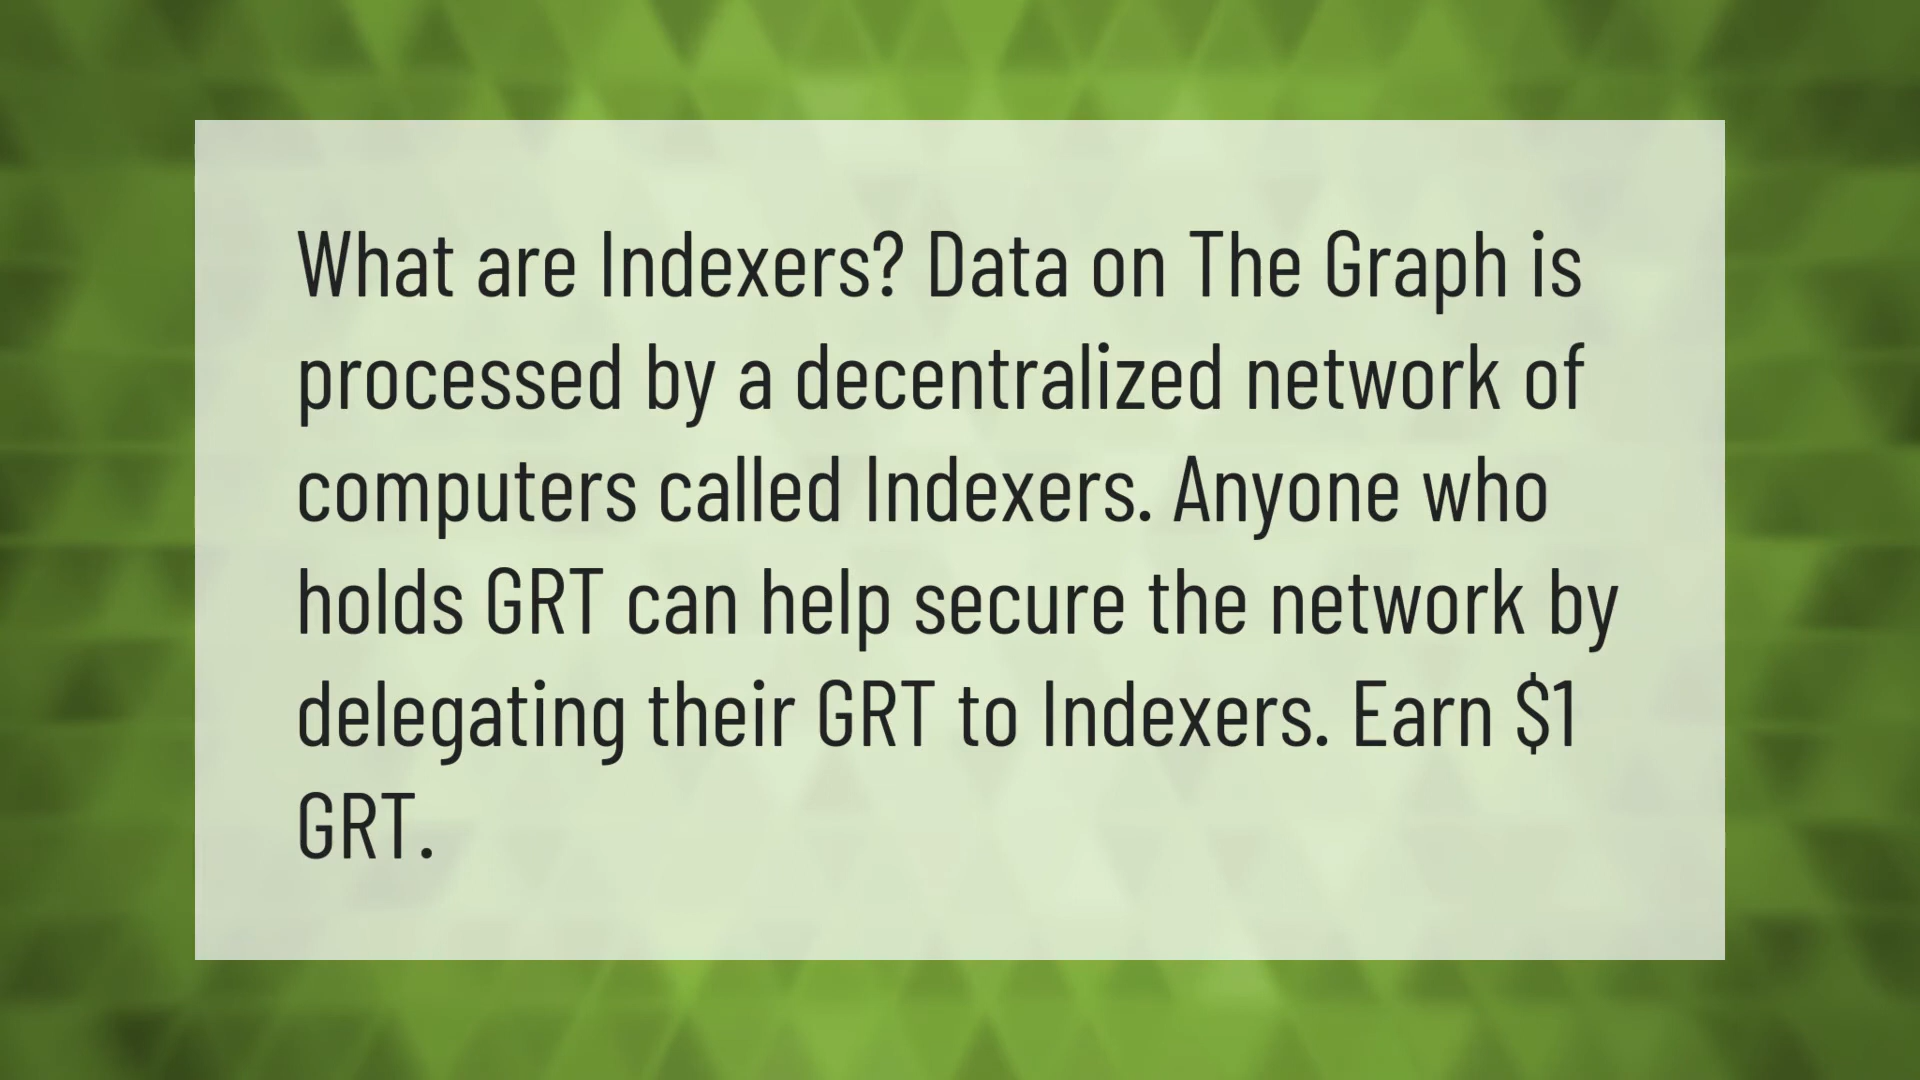 What are Indexers? Data on The Graph is
processed by a decentralized network of
computers called Indexers. Anyone who
holds GRT can help secure the network by
delegating their GRT to Indexers. Earn $1
GRT.